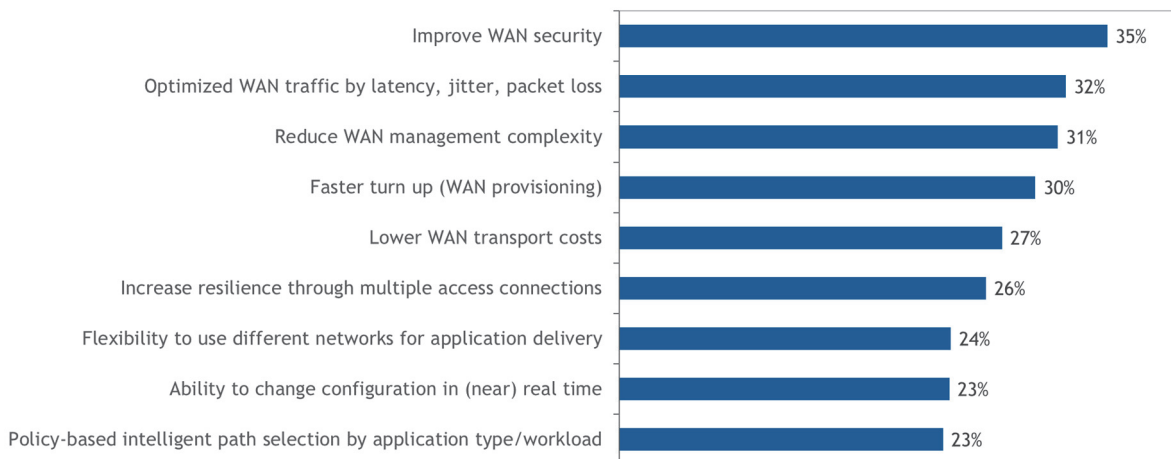 Improve WAN security 35%
Optimized WAN traffic by latency, jitter, packet loss 32%
Reduce WAN management complexity 31%
Faster turn up (WAN provisioning) 30%
Lower WAN transport costs 27%
Increase resilience through multiple access connections 26%
Flexibility to use different networks for application delivery 24%
Ability to change configuration in (near) real time 23%
Policy-based intelligent path selection by application type/workload 23%